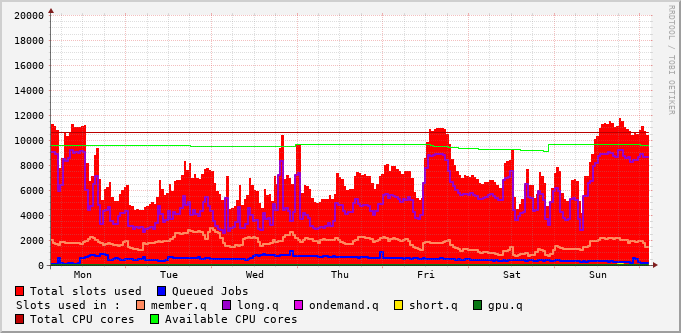 20000
18000
16000
14000
12000
10000
8000
6000
4000
2000
0
Mon Tue Wed Thu Fri Sat Sun
Total slots used Queued Jobs
Slots used in : member.q long.q ondemand.q short.q gpu.q
Total CPU cores Available CPU cores
RRDTOOL / TOBI OETIKER